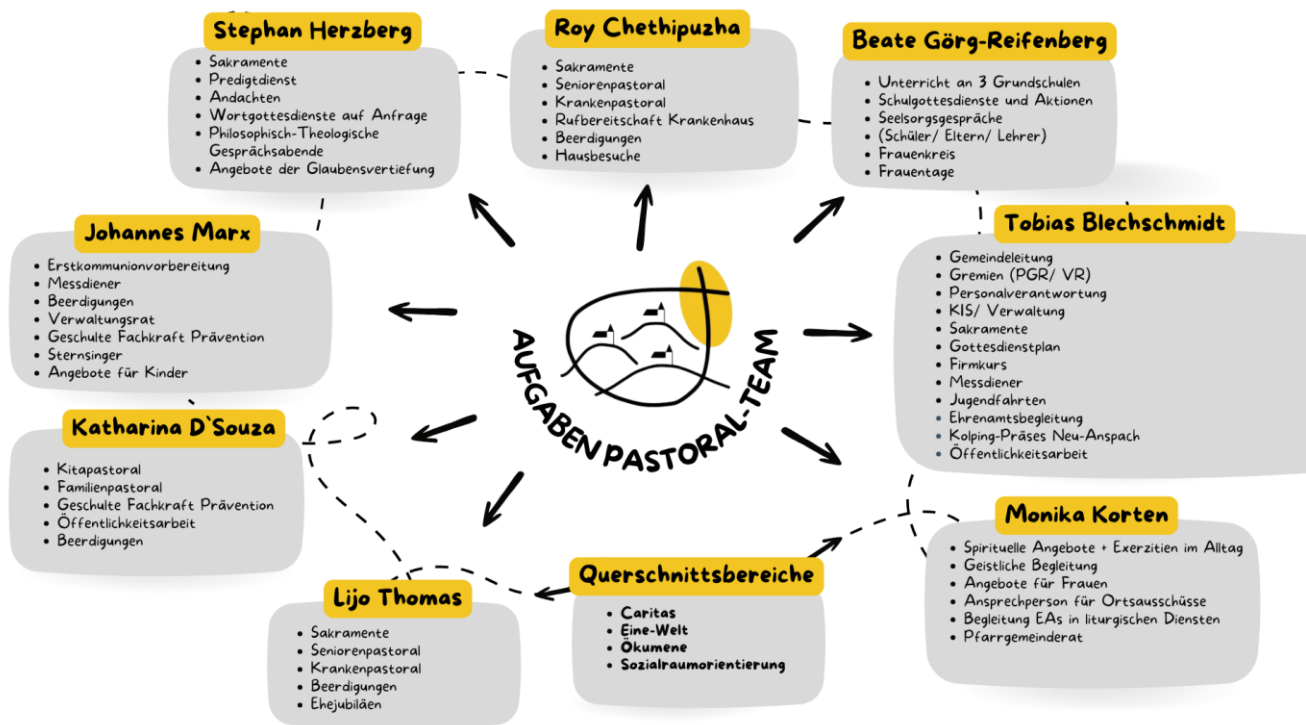 Stephan Herzberg
• Sakramente
• Predigtdienst
• Andachten
• Wortgottesdienste auf Anfrage
• Philosophisch-Theologische
Gesprächsabende
• Angebote der Glaubensvertiefung
Roy Chethipuzha
• Sakramente
• Seniorenpastoral
• Krankenpastoral
• Rufbereitschaft Krankenhaus
• Beerdigungen
• Hausbesuche
Beate Görg-Reifenberg
• Unterricht an 3 Grundschulen
• Schulgottesdienste und Aktionen
• Seelsorgsgespräche
• (Schüler/ Eltern/ Lehrer)
• Frauenkreis
• Frauentage
Johannes Marx
• Erstkommunionvorbereitung
• Messdiener
• Beerdigungen
• Verwaltungsrat
• Geschulte Fachkraft Prävention
• Sternsinger
• Angebote für Kinder
AUFGABEN PASTORAL-TEAM
Tobias Blechschmidt
• Gemeindeleitung
• Gremien (PGR/ VR)
• Personalverantwortung
• KIS/ Verwaltung
• Sakramente
• Gottesdienstplan
• Firmkurs
• Messdiener
• Jugendfahrten
• Ehrenamtsbegleitung
• Kolping-Präses Neu-Anspach
• Öffentlichkeitsarbeit
Katharina D`Souza
• Kitapastoral
• Familienpastoral
• Geschulte Fachkraft Prävention
• Öffentlichkeitsarbeit
• Beerdigungen
Lijo Thomas
• Sakramente
• Seniorenpastoral
• Krankenpastoral
• Beerdigungen
• Ehejubiläen
Querschnittsbereiche
• Caritas
• Eine-Welt
• Ökumene
• Sozialraumorientierung
Monika Korten
• Spirituelle Angebote + Exerzitien im Alltag
• Geistliche Begleitung
• Angebote für Frauen
• Ansprechperson für Ortsausschüsse
• Begleitung EAs in liturgischen Diensten
• Pfarrgemeinderat